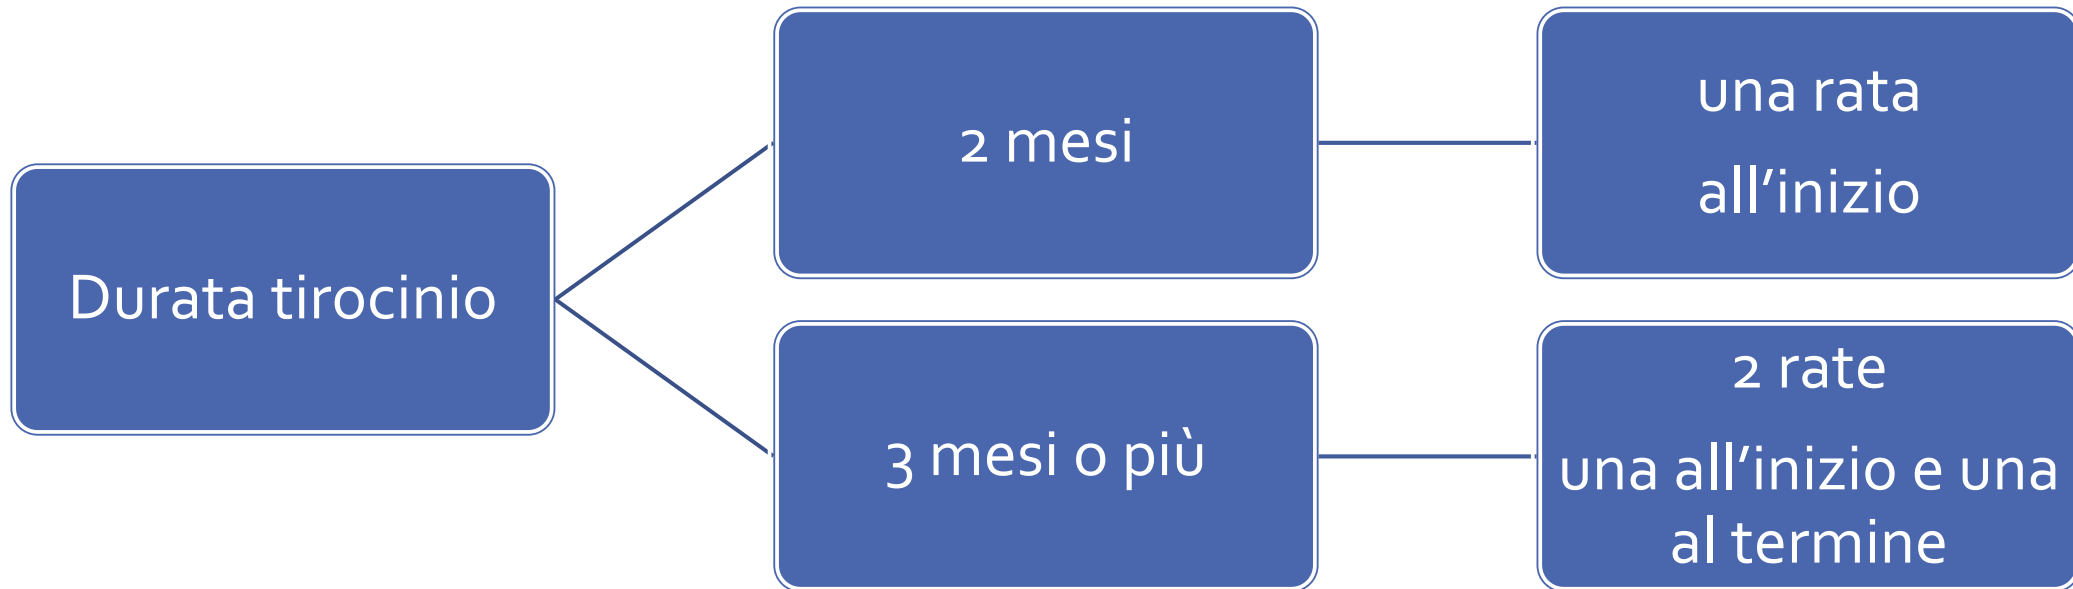 Durata tirocinio
2 mesi
una rata
all’inizio
3 mesi o più
2 rate
una all’inizio e una
al termine